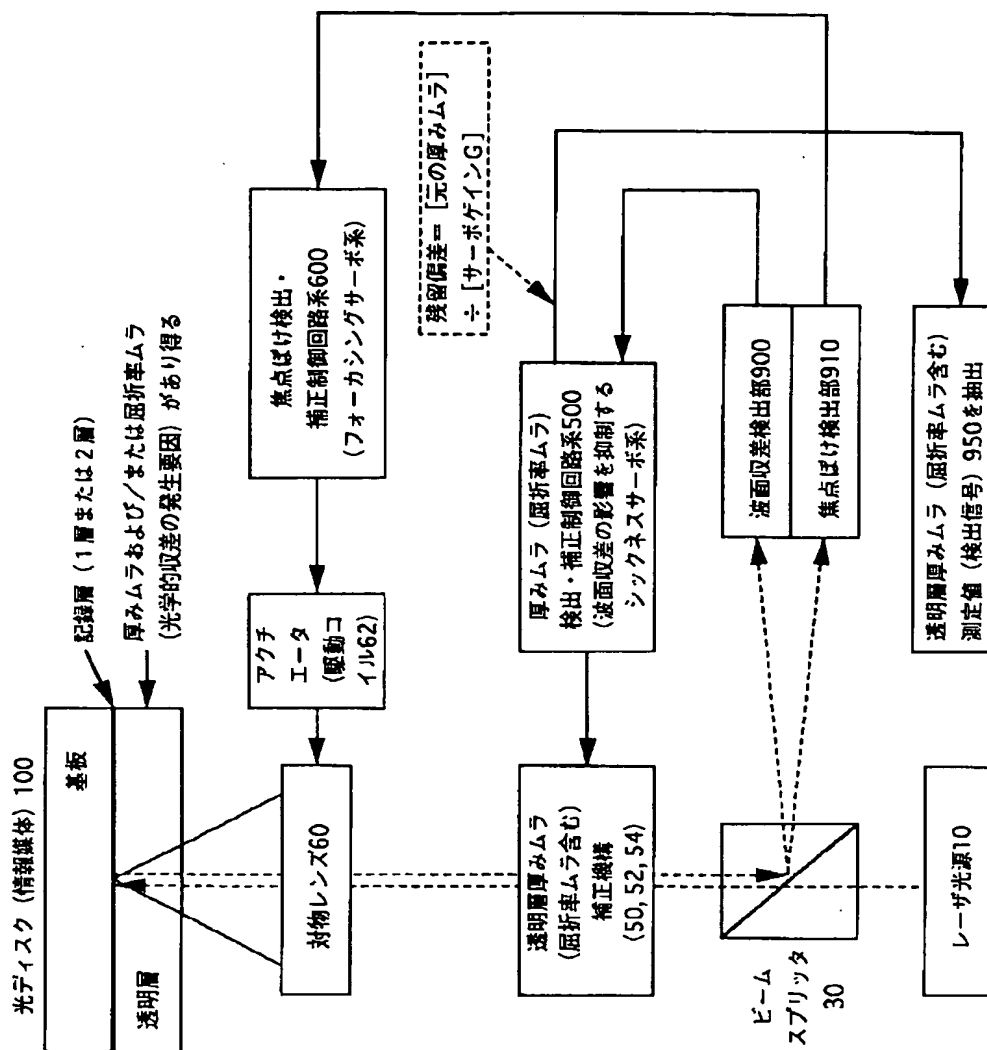 光ディスク (情報媒体) 100
基板
透明層
記録層 (1層または2層)
厚みムラおよび/または屈折率ムラ
(光学的収差の発生要因) があり得る
対物レンズ60
アクチ
エータ
(駆動コ
イル62)
焦点ぼけ検出・
補正制御回路系600
(フォーカシングサーボ系)
透明層厚みムラ
(屈折率ムラ含む)
補正機構
(50, 52, 54)
厚みムラ (屈折率ムラ)
検出・補正制御回路系500
(波面収差の影響を抑制する
シックネスサーボ系)
残留偏差= [元の厚みムラ]
÷ [サーボゲインG]
ビーム
スプリッタ
30
波面収差検出部900
焦点ぼけ検出部910
レーザ光源10
透明層厚みムラ (屈折率ムラ含む)
測定値 (検出信号) 950を抽出